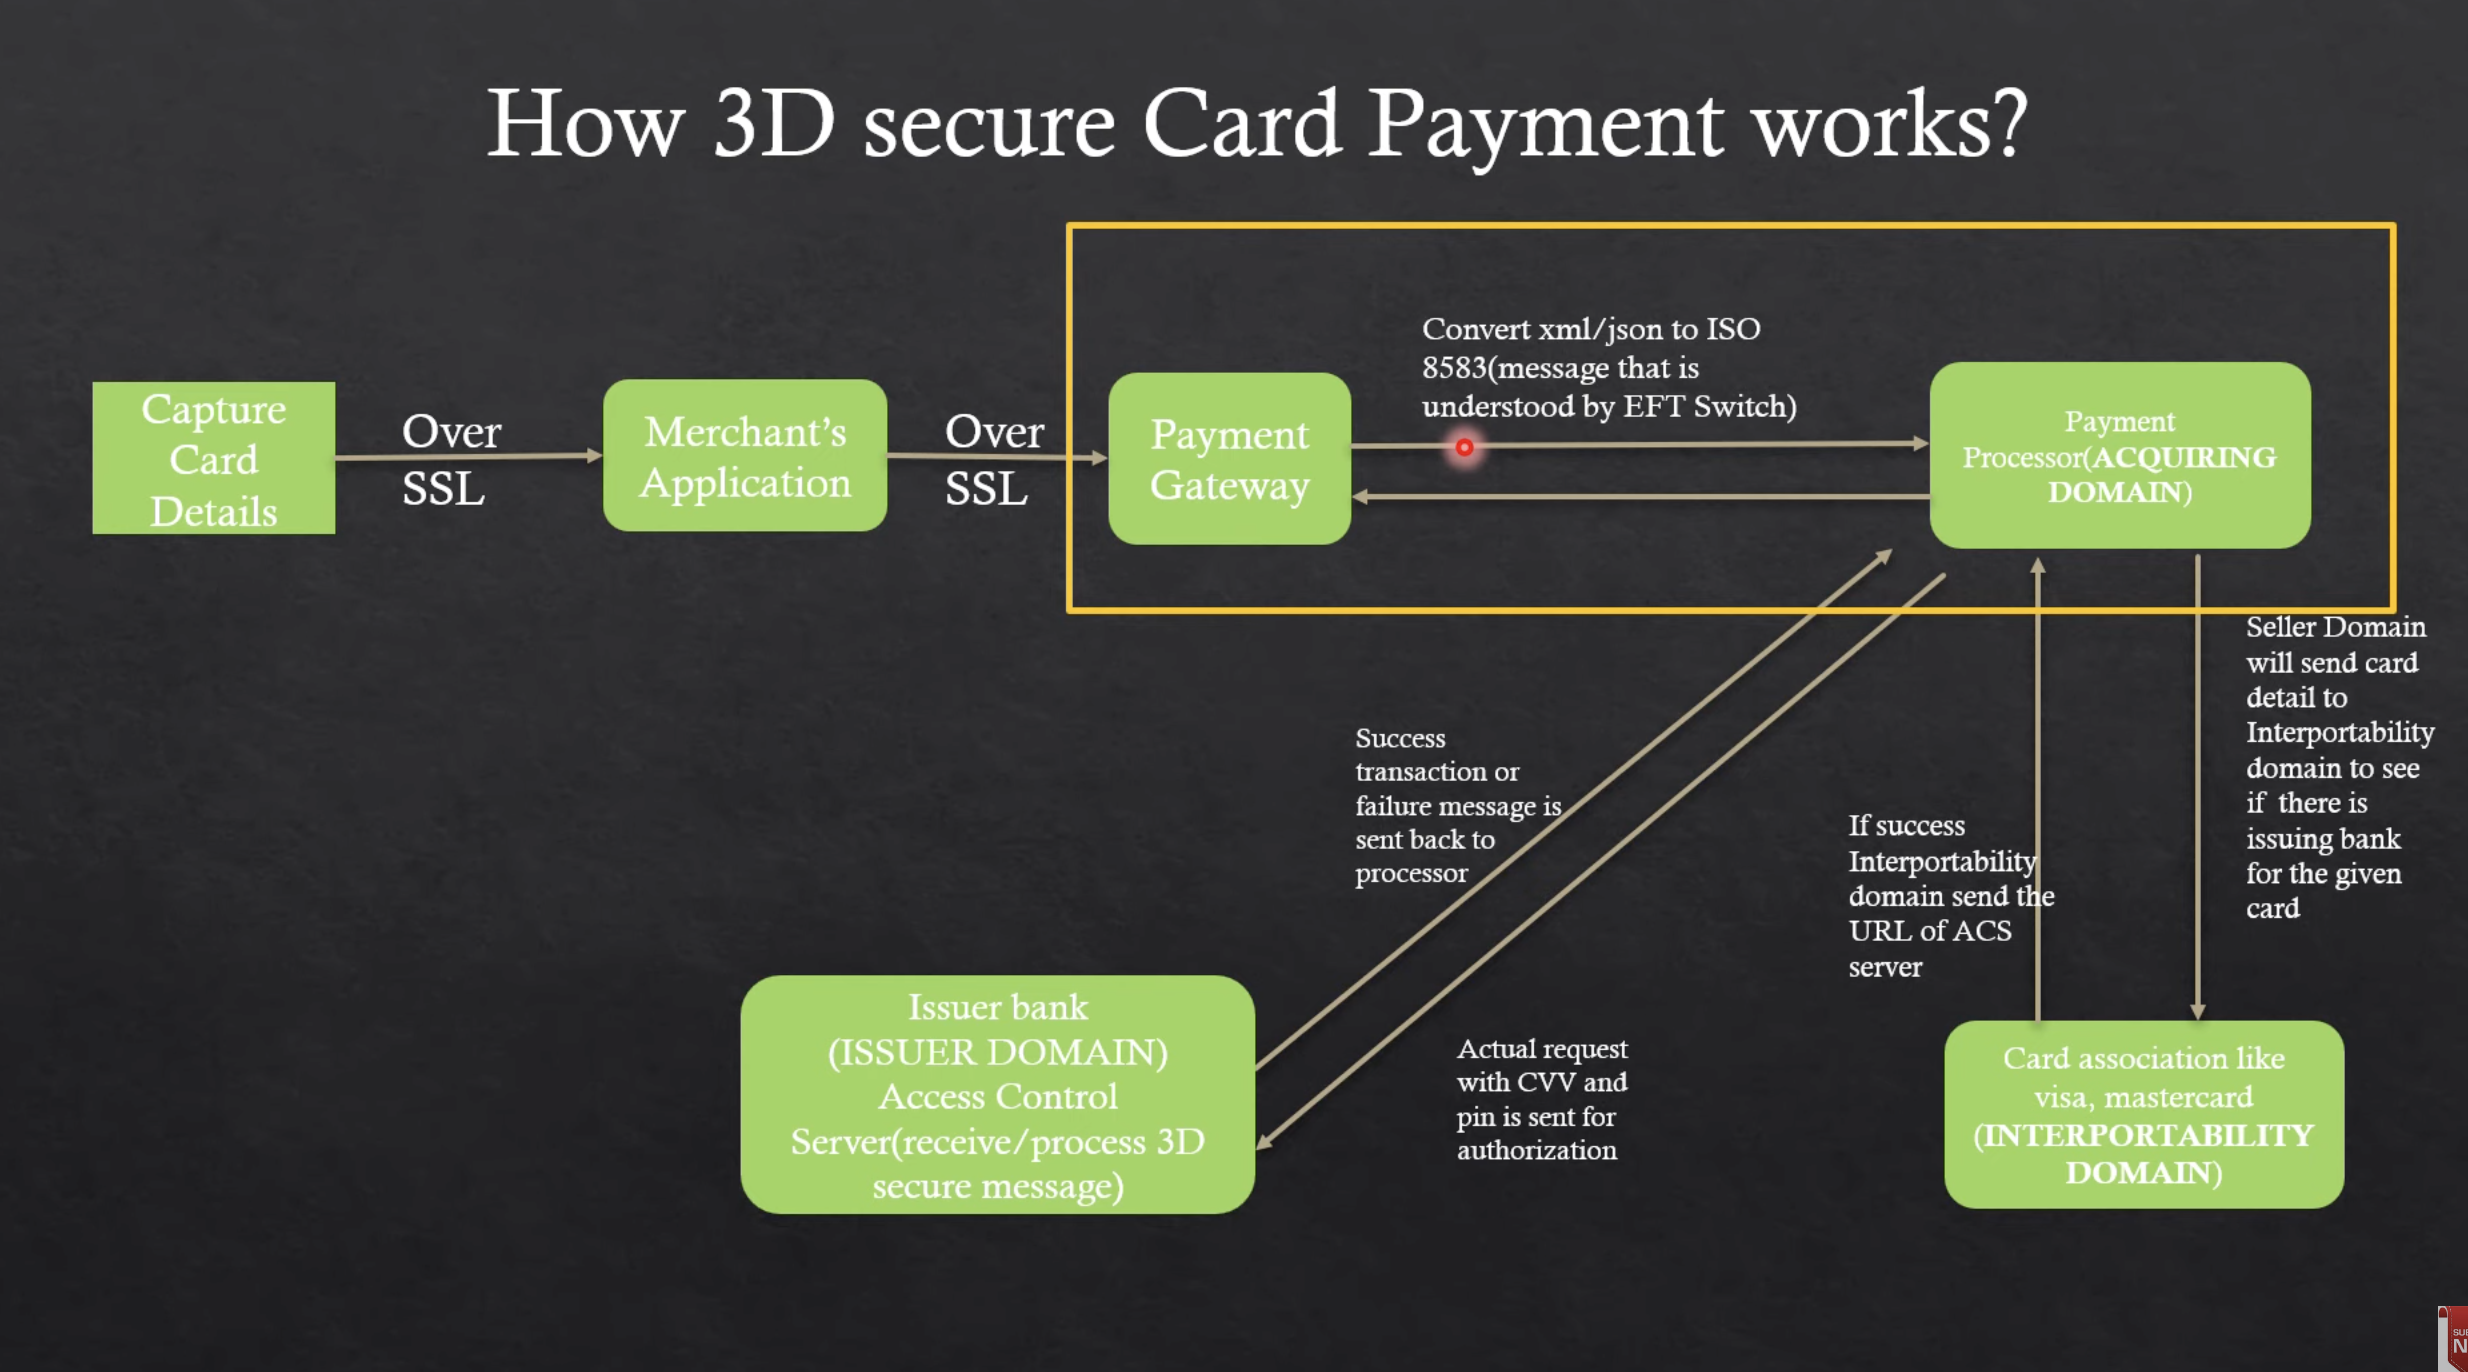 How 3D secure Card Payment works?
Capture
Card
Details
Over
SSL
Merchant's
Application
Over
SSL
Payment
Gateway
Convert xml/json to ISO
8583(message that is
understood by EFT Switch)
Payment
Processor(ACQUIRING
DOMAIN)
Seller Domain
will send card
detail to
Interportability
domain to see
if there is
issuing bank
for the given
card
Success
transaction or
failure message is
sent back to
processor
If success
Interportability
domain send the
URL of ACS
server
Issuer bank
(ISSUER DOMAIN)
Access Control
Server(receive/process 3D
secure message)
Actual request
with CVV and
pin is sent for
authorization
Card association like
visa, mastercard
(INTERPORTABILITY
DOMAIN)